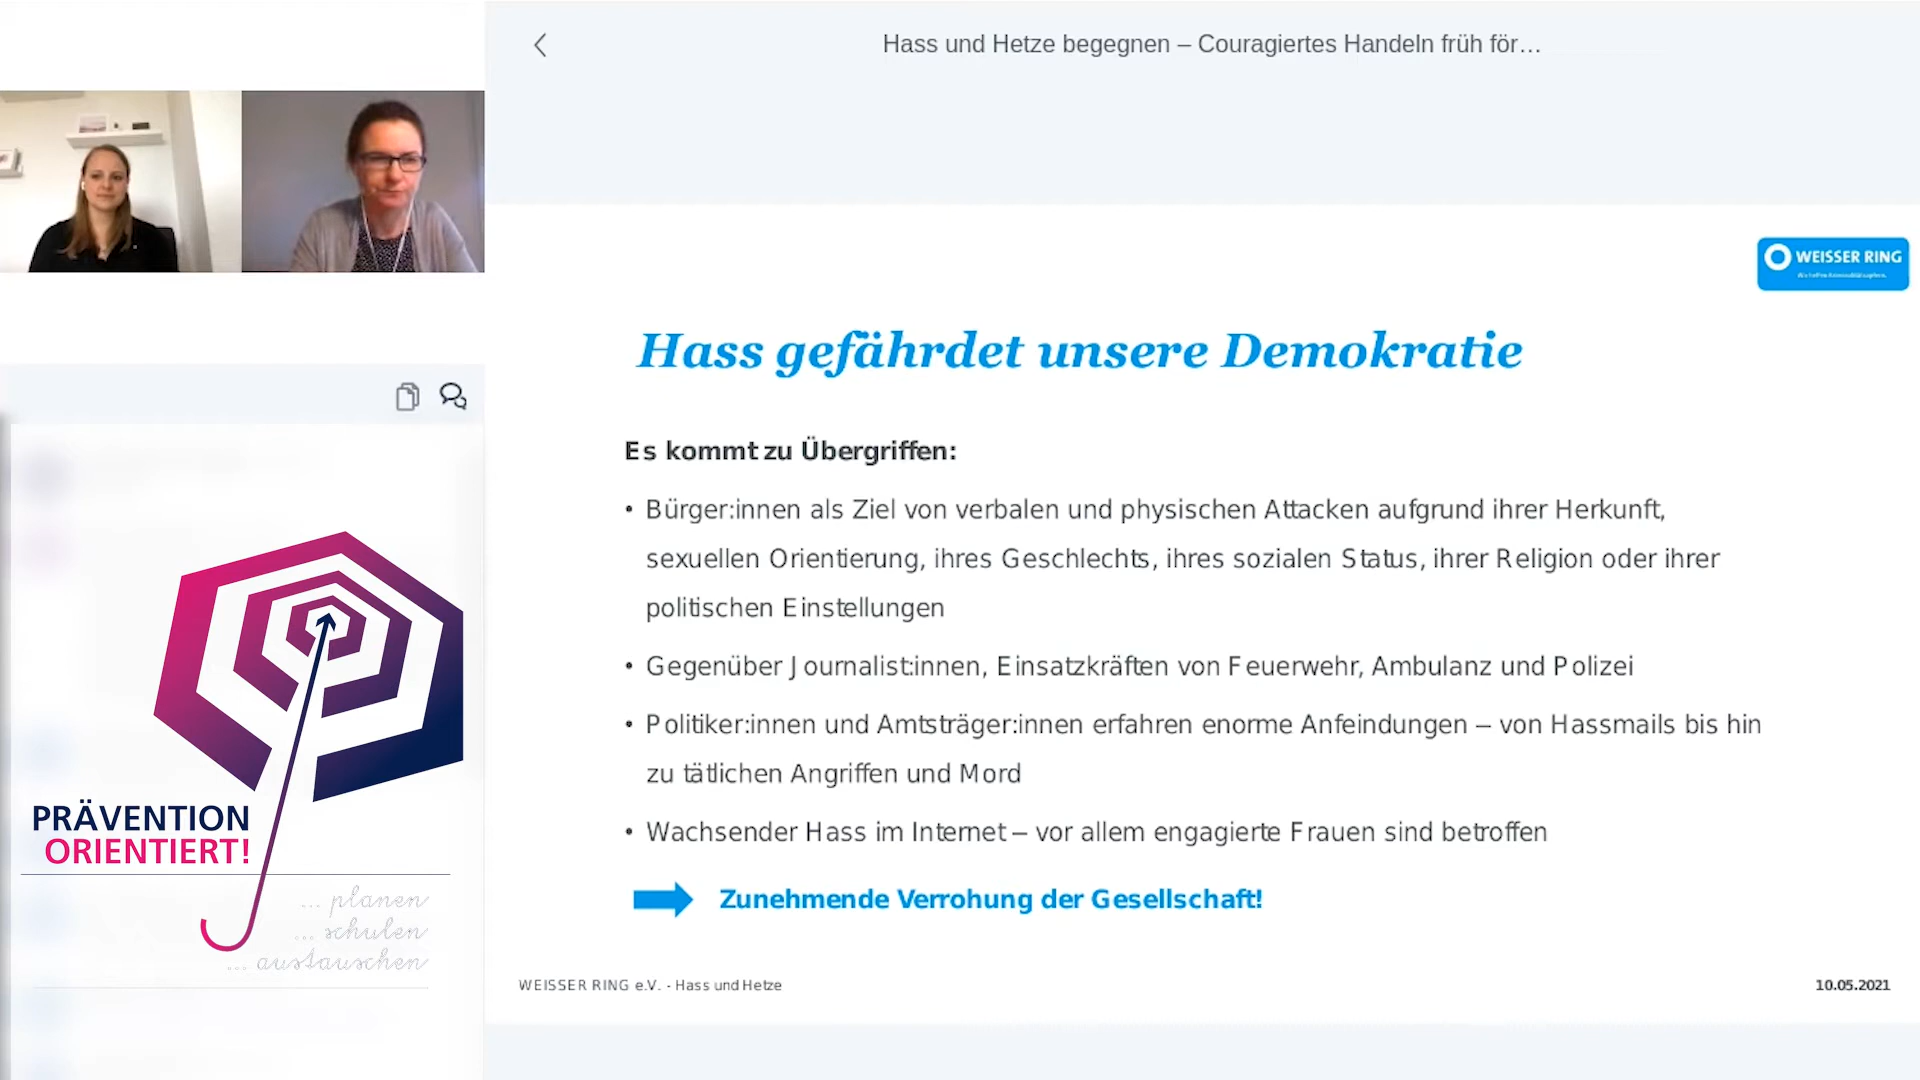 Hass und Hetze begegnen – Couragiertes Handeln früh för…
WEISSER RING
Hass gefährdet unsere Demokratie
Es kommt zu Übergriffen:
• Bürger:innen als Ziel von verbalen und physischen Attacken aufgrund ihrer Herkunft,
sexuellen Orientierung, ihres Geschlechts, ihres sozialen Status, ihrer Religion oder ihrer
politischen Einstellungen
• Gegenüber Journalist:innen, Einsatzkräften von Feuerwehr, Ambulanz und Polizei
• Politiker:innen und Amtsträger:innen erfahren enorme Anfeindungen – von Hassmails bis hin
zu tätlichen Angriffen und Mord
• Wachsender Hass im Internet – vor allem engagierte Frauen sind betroffen
Zunehmende Verrohung der Gesellschaft!
WEISSER RING e.V. - Hass und Hetze
10.05.2021
PRÄVENTION
ORIENTIERT!
... planen
... schulen
... austauschen